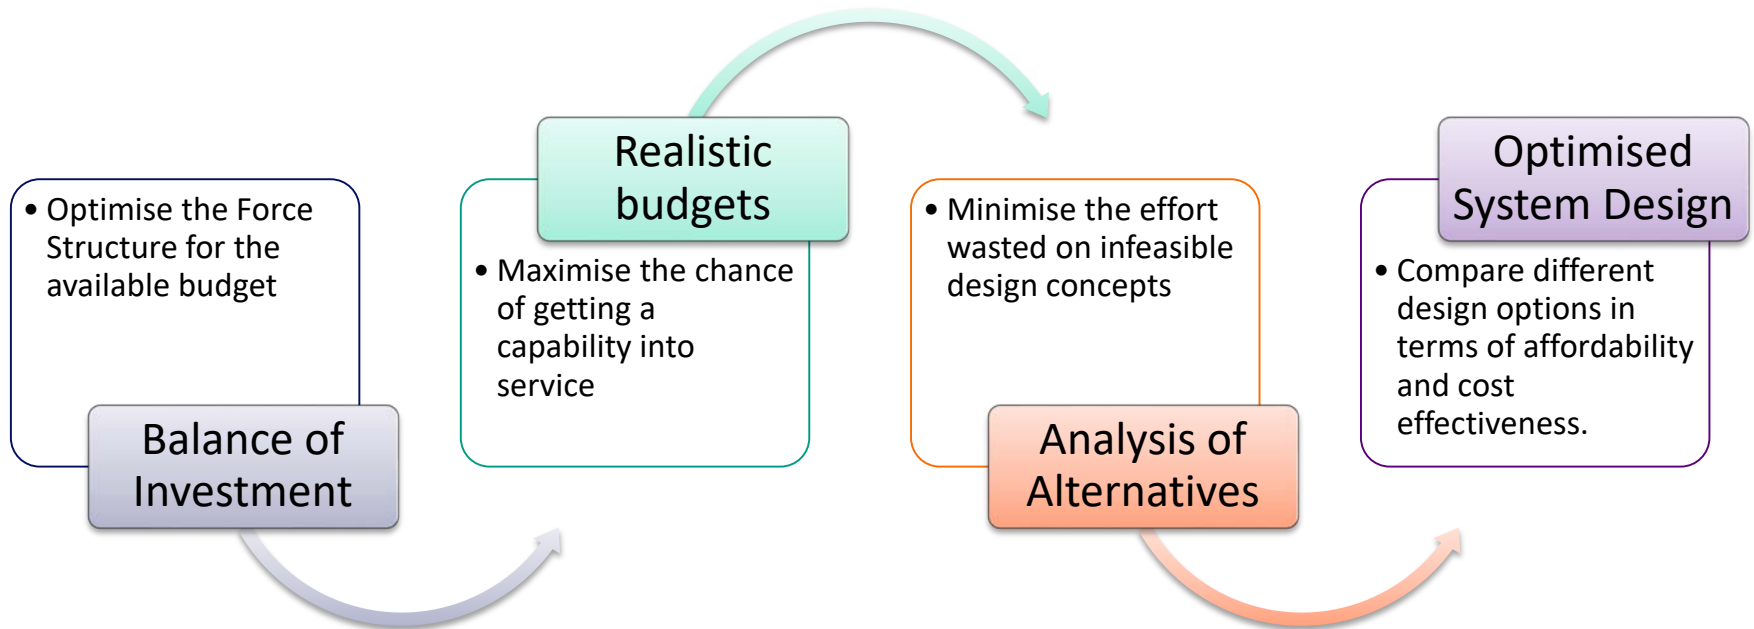 • Optimise the Force
Structure for the
available budget
Balance of
Investment
Realistic
budgets
• Maximise the chance
of getting a
capability into
service
• Minimise the effort
wasted on infeasible
design concepts
Analysis of
Alternatives
Optimised
System Design
• Compare different
design options in
terms of affordability
and cost
effectiveness.